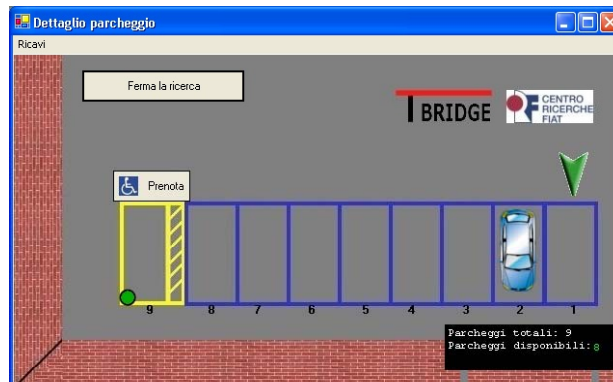 Dettaglio parcheggio
Ricavi
Ferma la ricerca
T BRIDGE
CENTRO
RICERCHE
FIAT
RF
Prenota
9 8 7 6 5 4 3 2 1
Parcheggi totali: 9
Parcheggi disponibili: 8